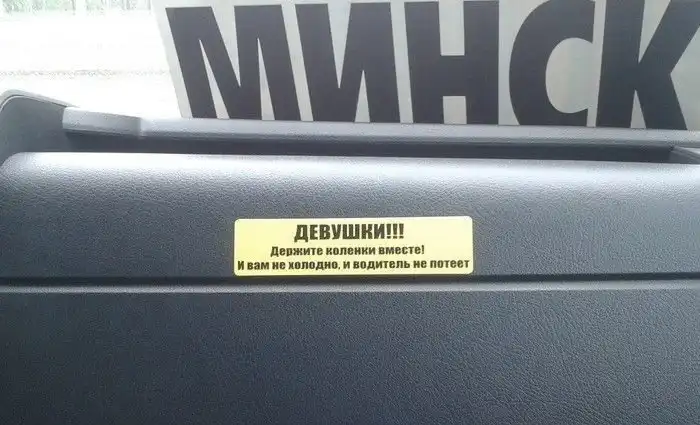 МИНСК
ДЕВУШКИ!!!
Держите коленки вместе!
И вам не холодно, и водитель не потеет